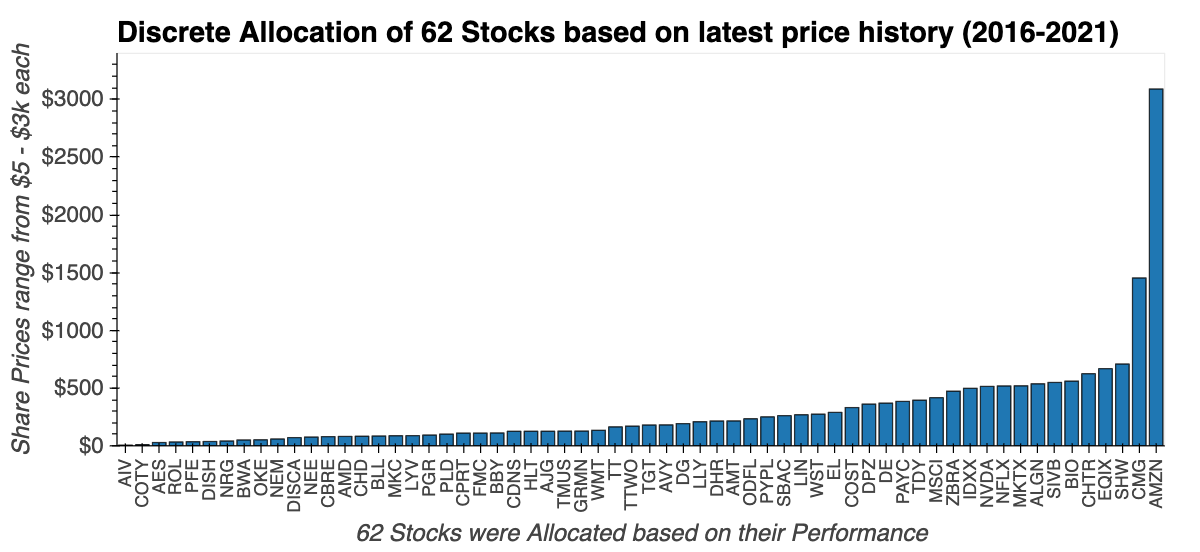 Discrete Allocation of 62 Stocks based on latest price history (2016-2021)
Share Prices range from $5 - $3k each
$3000
$2500
$2000
$1500
$1000
$500
$0
AIV
COTY
AES
ROL
PFE
DISH
NRG
BWA
OKE
NEM
DISCA
NEE
CBRE
AMD
CHD
BLL
MKC
LYV
PGR
PLD
CPRT
FMC
BBY
CDNS
HLT
AJG
TMUS
GRMN
WMT
TT
TTWO
TGT
AVY
DG
LLY
DHR
AMT
ODFL
PYPL
SBAC
LIN
WST
EL
COST
DPZ
DE
PAYC
TDY
MSCI
ZBRA
IDXX
NVDA
NFLX
MKTX
ALGN
SIVB
BIO
CHTR
EQIX
SHW
CMG
AMZN
62 Stocks were Allocated based on their Performance